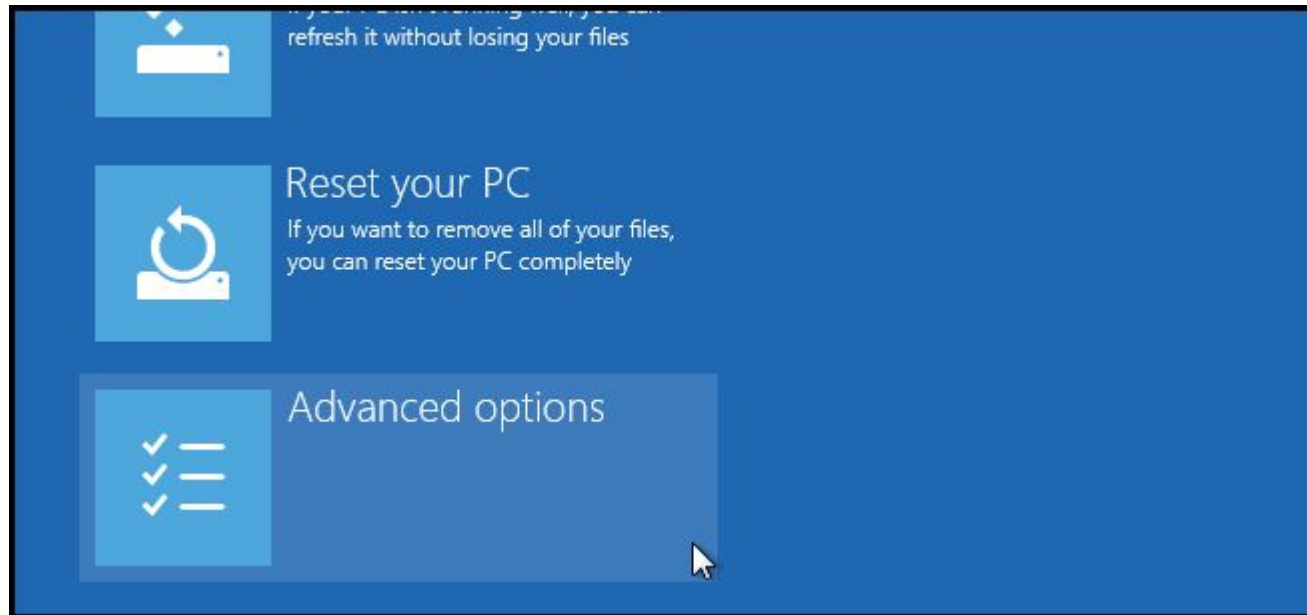 refresh it without losing your files
Reset your PC
If you want to remove all of your files,
you can reset your PC completely
Advanced options